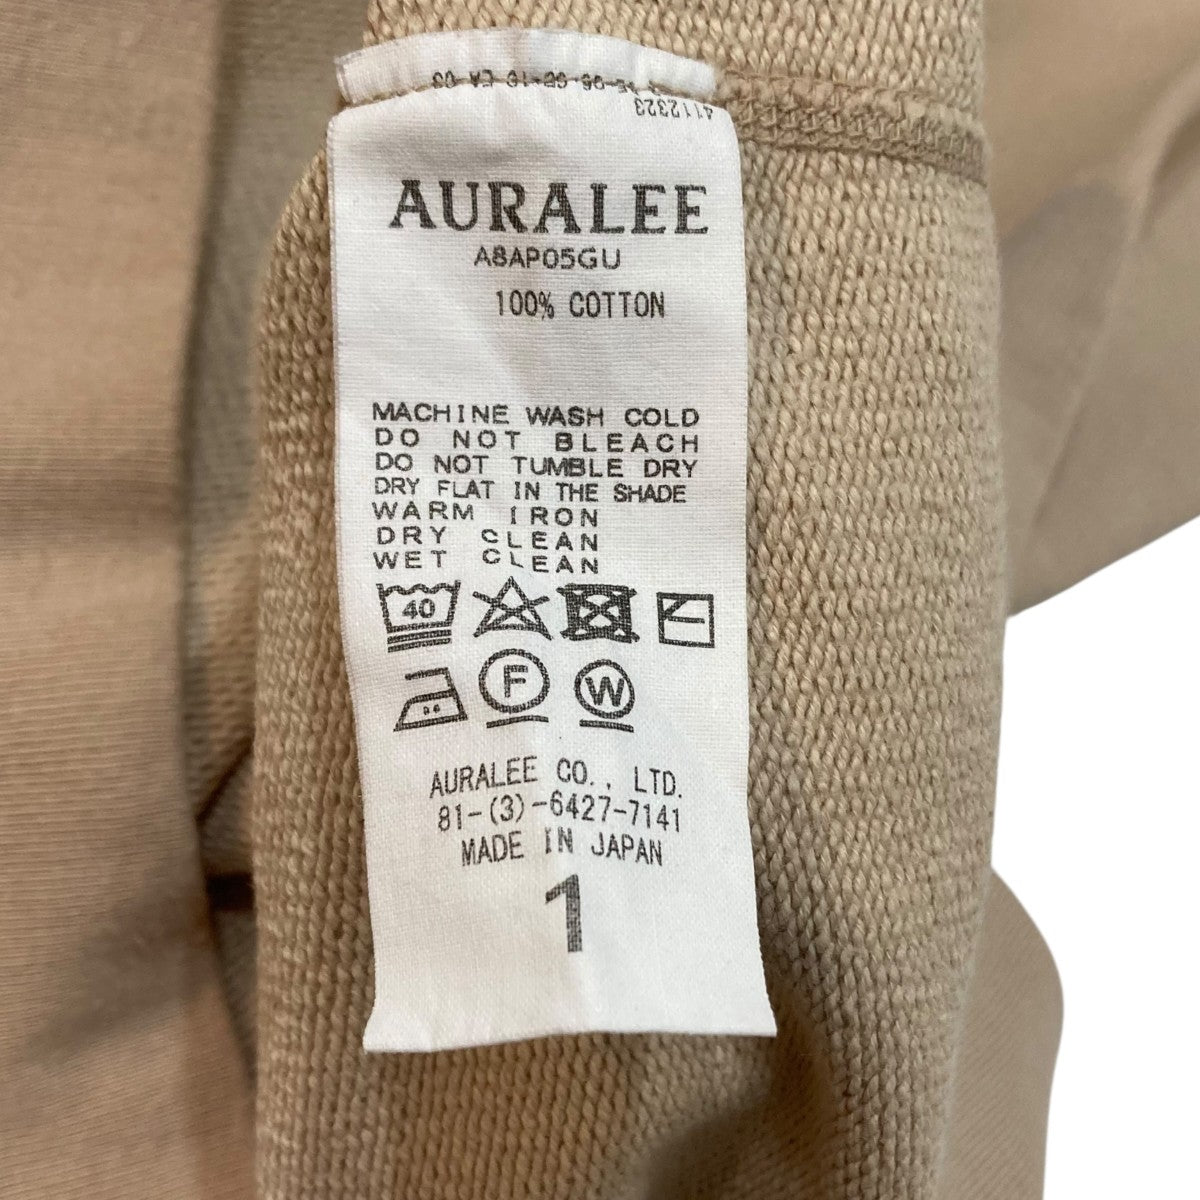 4112323
AURALEE
A8AP05GU
100% COTTON
MACHINE WASH COLD
DO NOT BLEACH
DO NOT TUMBLE DRY
DRY FLAT IN THE SHADE
WARM IRON
DRY CLEAN
WET CLEAN
40
F
W
AURALEE CO., LTD.
81-(3)-6427-7141
MADE IN JAPAN
1